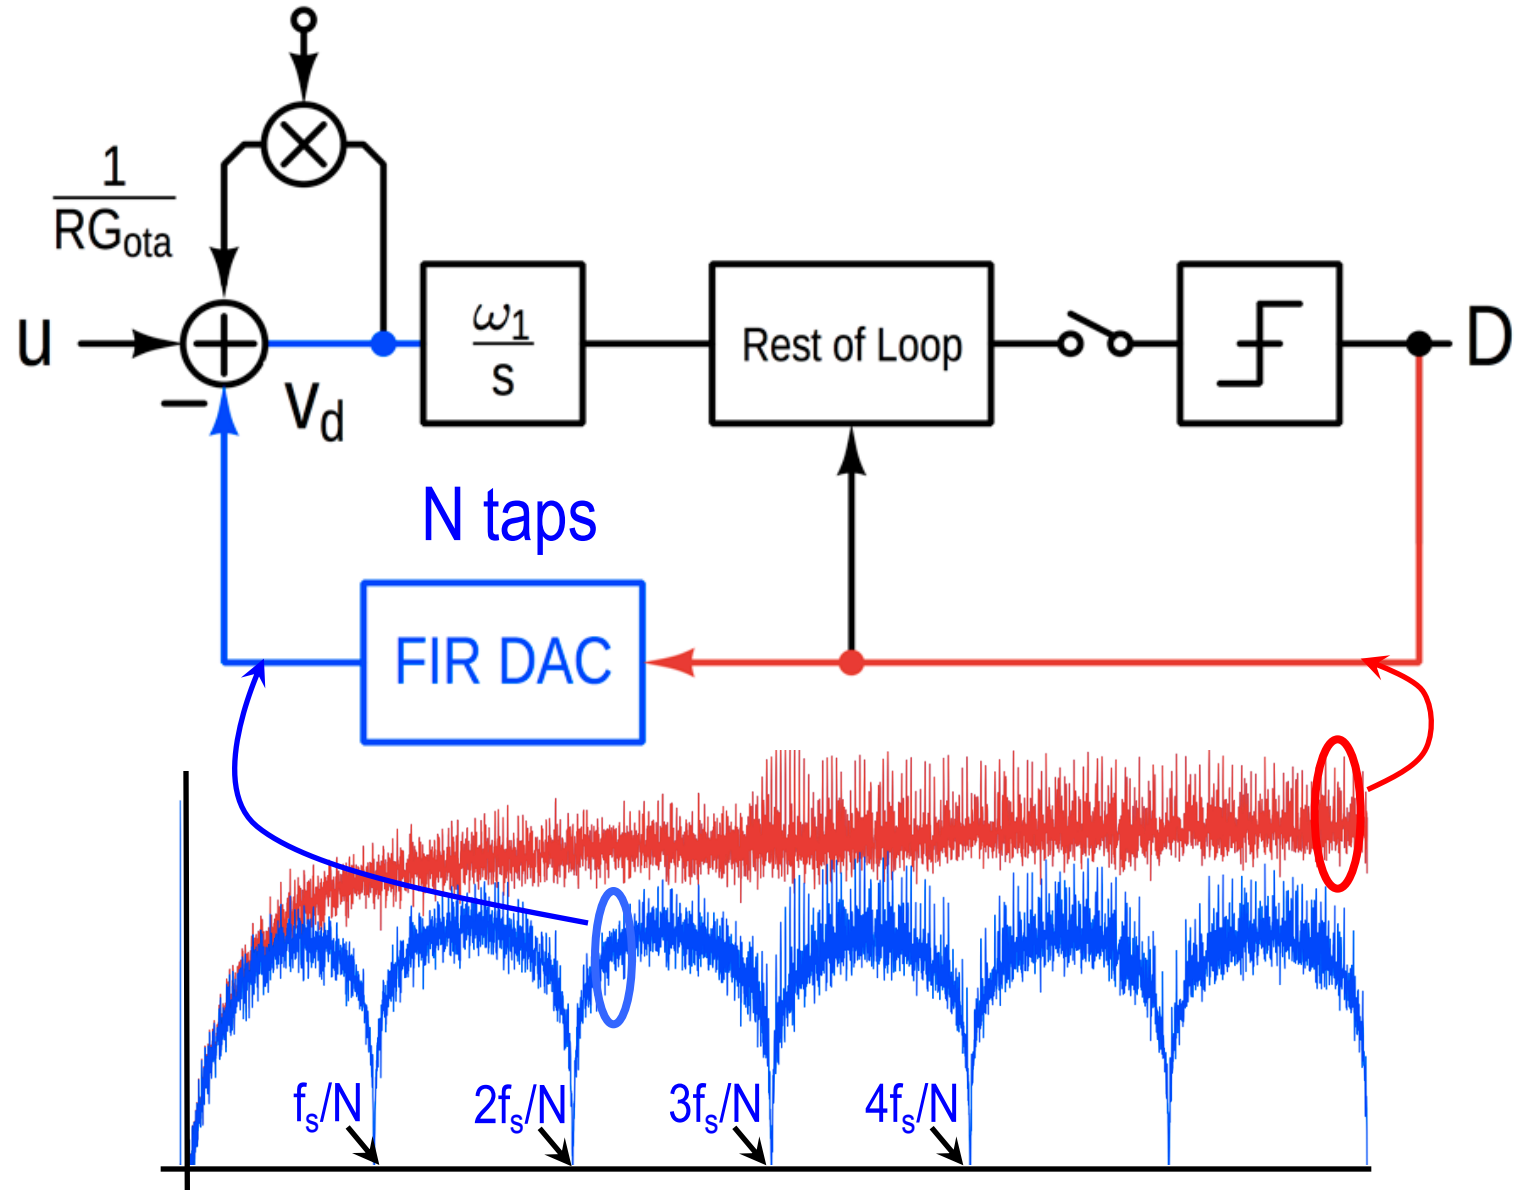 1
RGota
u
−
vd
ω1
s
Rest of Loop
D
N taps
FIR DAC
fs/N
2fs/N
3fs/N
4fs/N